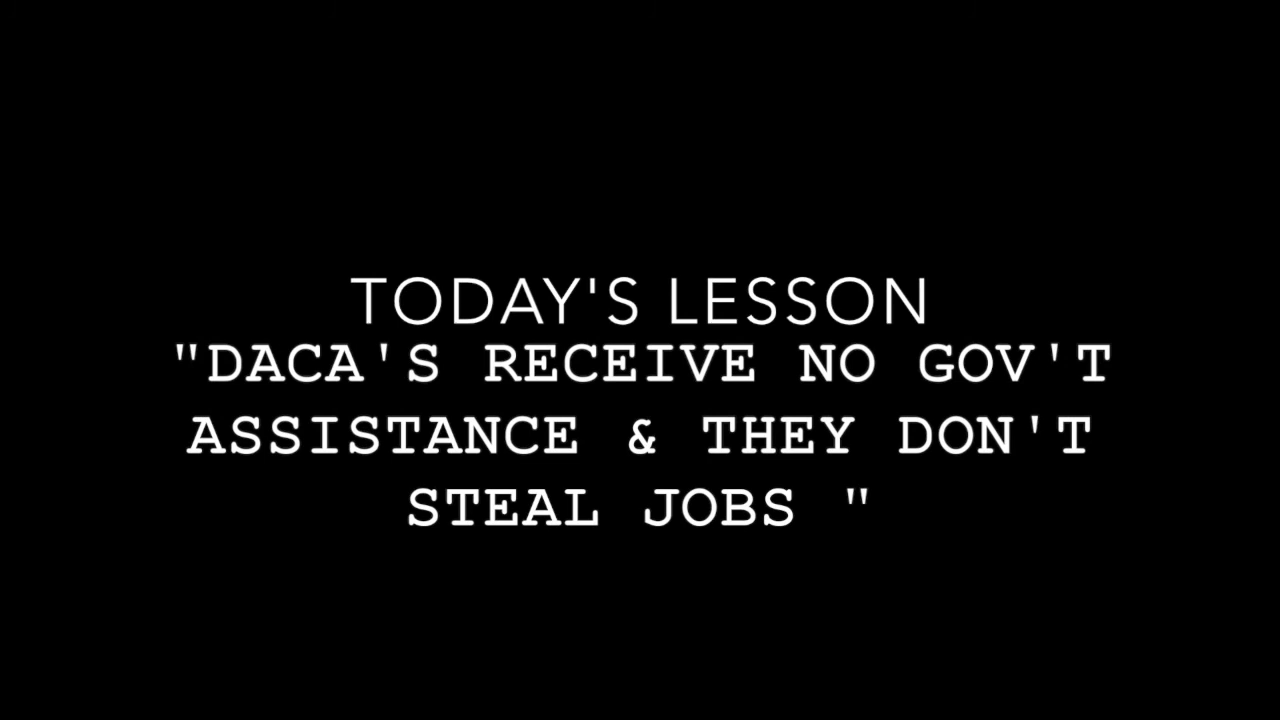 TODAY'S LESSON
"DACA'S RECEIVE NO GOV'T
ASSISTANCE & THEY DON'T
STEAL JOBS "